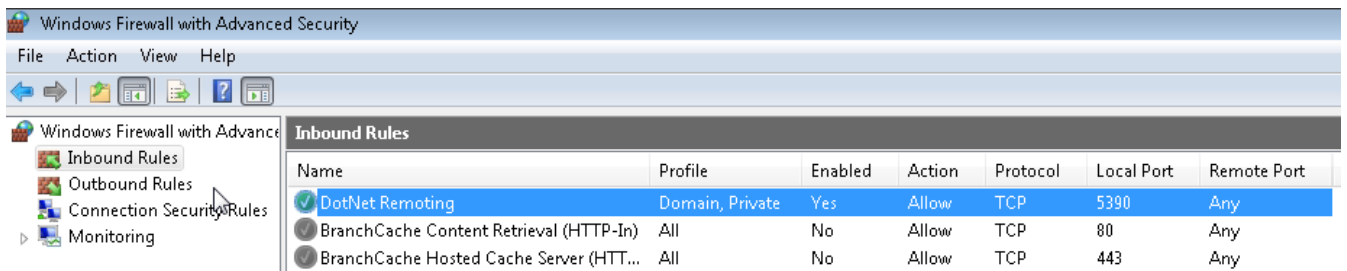 Windows Firewall with Advanced Security
File Action View Help
Windows Firewall with Advance
Inbound Rules
Outbound Rules
Connection Security Rules
Monitoring
Inbound Rules
Name Profile Enabled Action Protocol Local Port Remote Port
DotNet Remoting Domain, Private Yes Allow TCP 5390 Any
BranchCache Content Retrieval (HTTP-In) All No Allow TCP 80 Any
BranchCache Hosted Cache Server (HTT... All No Allow TCP 443 Any